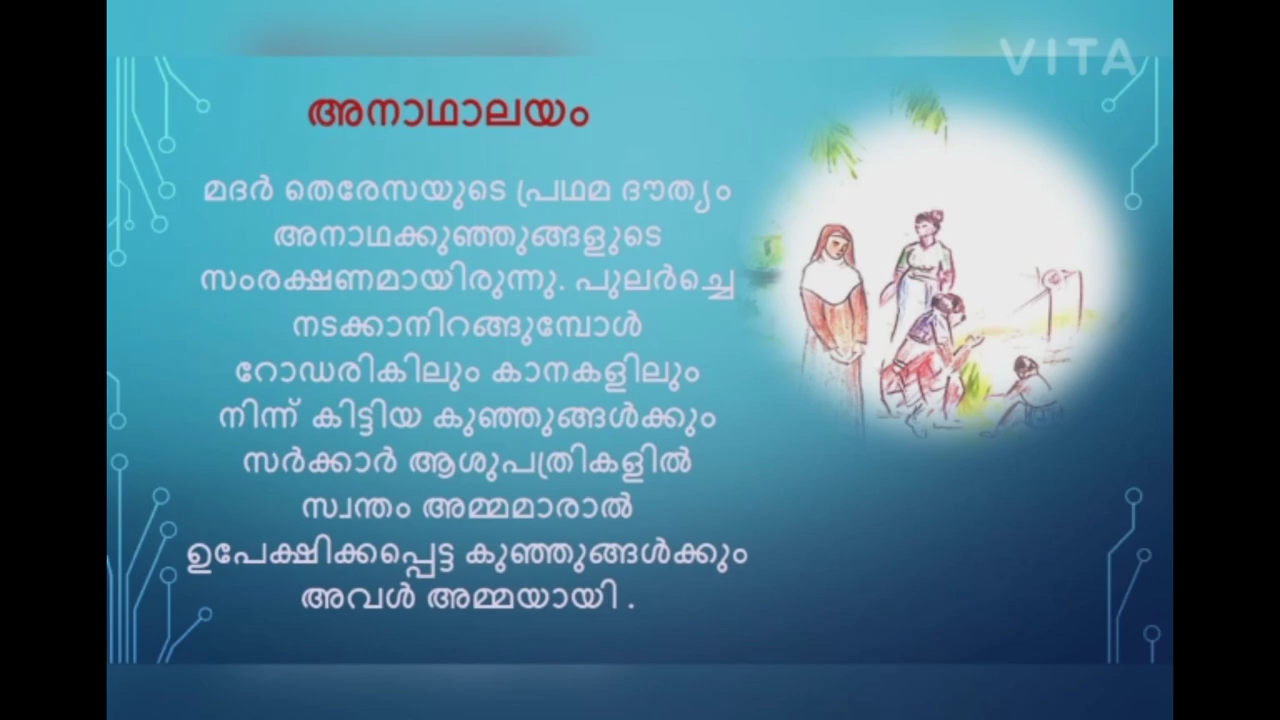 VITA
അനാഥാലയം
മദർ തെരേസയുടെ പ്രഥമ ദൗത്യം
അനാഥക്കുഞ്ഞുങ്ങളുടെ
സംരക്ഷണമായിരുന്നു. പുലർച്ചെ
നടക്കാനിറങ്ങുമ്പോൾ
റോഡരികിലും കാനകളിലും
നിന്ന് കിട്ടിയ കുഞ്ഞുങ്ങൾക്കും
സർക്കാർ ആശുപത്രികളിൽ
സ്വന്തം അമ്മമാരാൽ
ഉപേക്ഷിക്കപ്പെട്ട കുഞ്ഞുങ്ങൾക്കും
അവൾ അമ്മയായി .